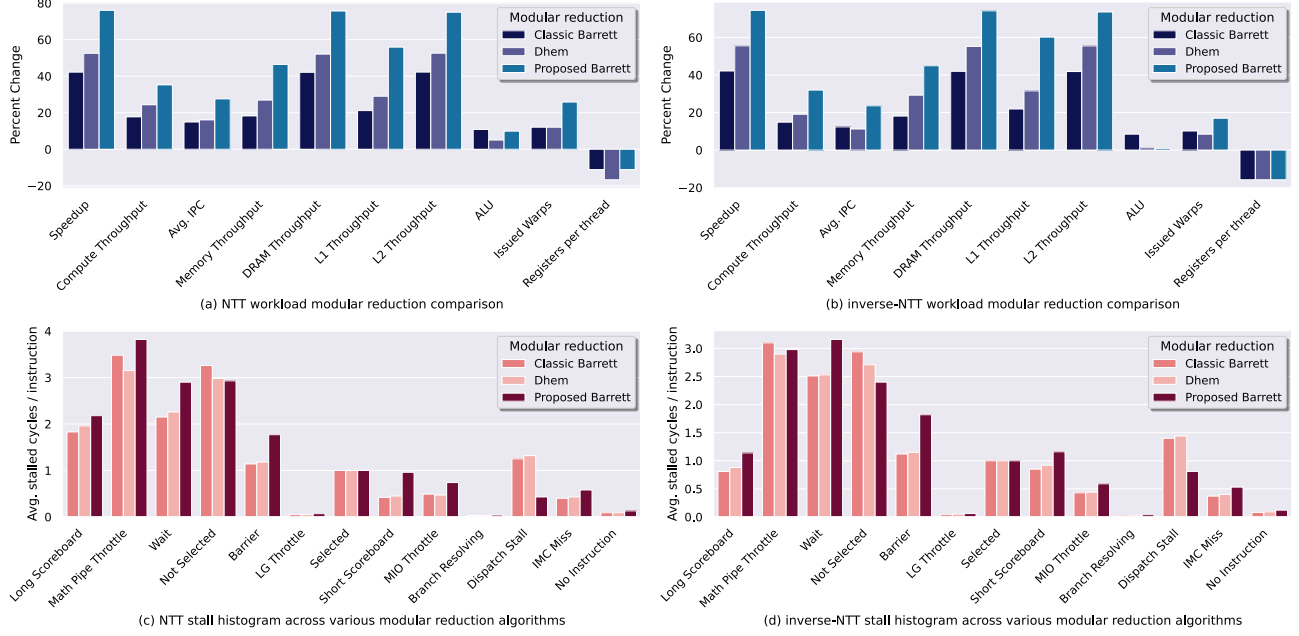 80
60
40
20
0
−20
Percent Change
Modular reduction
Classic Barrett
Dhem
Proposed Barrett
Speedup
Compute Throughput
Avg. IPC
Memory Throughput
DRAM Throughput
L1 Throughput
L2 Throughput
ALU
Issued Warps
Registers per thread
(a) NTT workload modular reduction comparison
60
40
20
0
−20
Percent Change
Modular reduction
Classic Barrett
Dhem
Proposed Barrett
Speedup
Compute Throughput
Avg. IPC
Memory Throughput
DRAM Throughput
L1 Throughput
L2 Throughput
ALU
Issued Warps
Registers per thread
(b) inverse-NTT workload modular reduction comparison
4
3
2
1
0
Avg. stalled cycles / instruction
Modular reduction
Classic Barrett
Dhem
Proposed Barrett
Long Scoreboard
Math Pipe Throttle
Wait
Not Selected
Barrier
LG Throttle
Selected
Short Scoreboard
MIO Throttle
Branch Resolving
Dispatch Stall
IMC Miss
No Instruction
(c) NTT stall histogram across various modular reduction algorithms
3.0
2.5
2.0
1.5
1.0
0.5
0.0
Avg. stalled cycles / instruction
Modular reduction
Classic Barrett
Dhem
Proposed Barrett
Long Scoreboard
Math Pipe Throttle
Wait
Not Selected
Barrier
LG Throttle
Selected
Short Scoreboard
MIO Throttle
Branch Resolving
Dispatch Stall
IMC Miss
No Instruction
(d) inverse-NTT stall histogram across various modular reduction algorithms